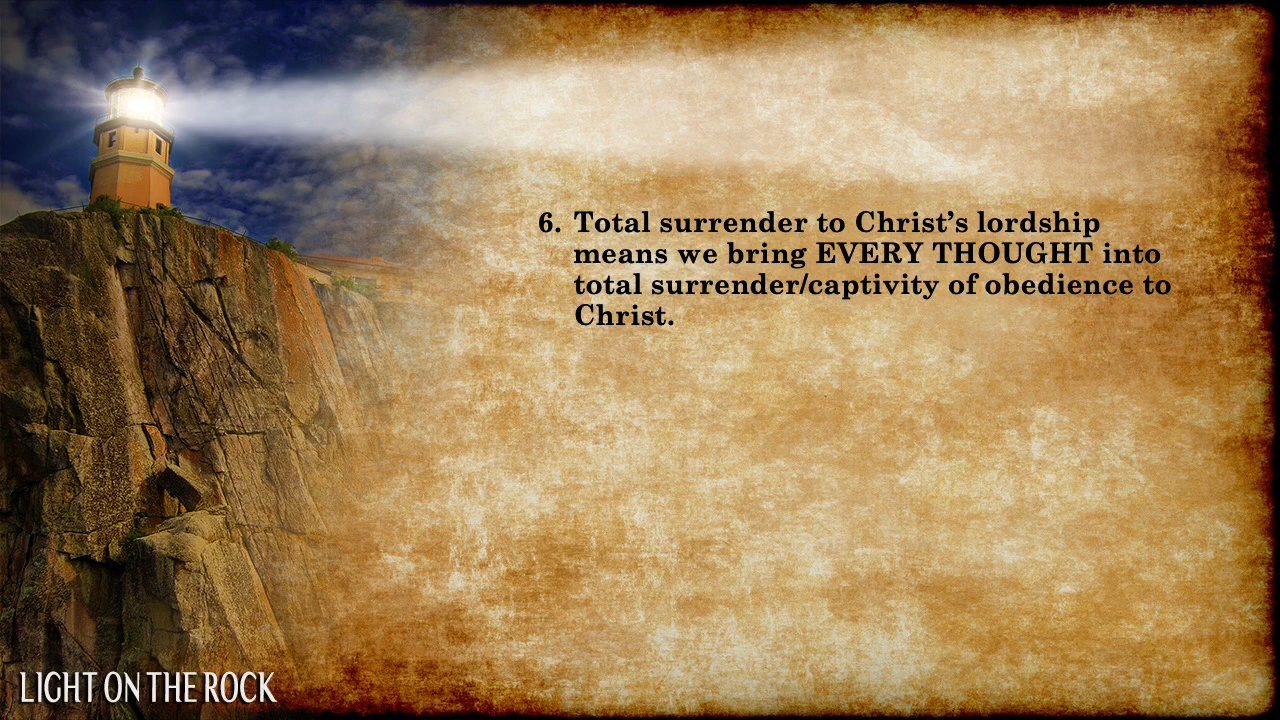 6. Total surrender to Christ’s lordship
means we bring EVERY THOUGHT into
total surrender/captivity of obedience to
Christ.
LIGHT ON THE ROCK